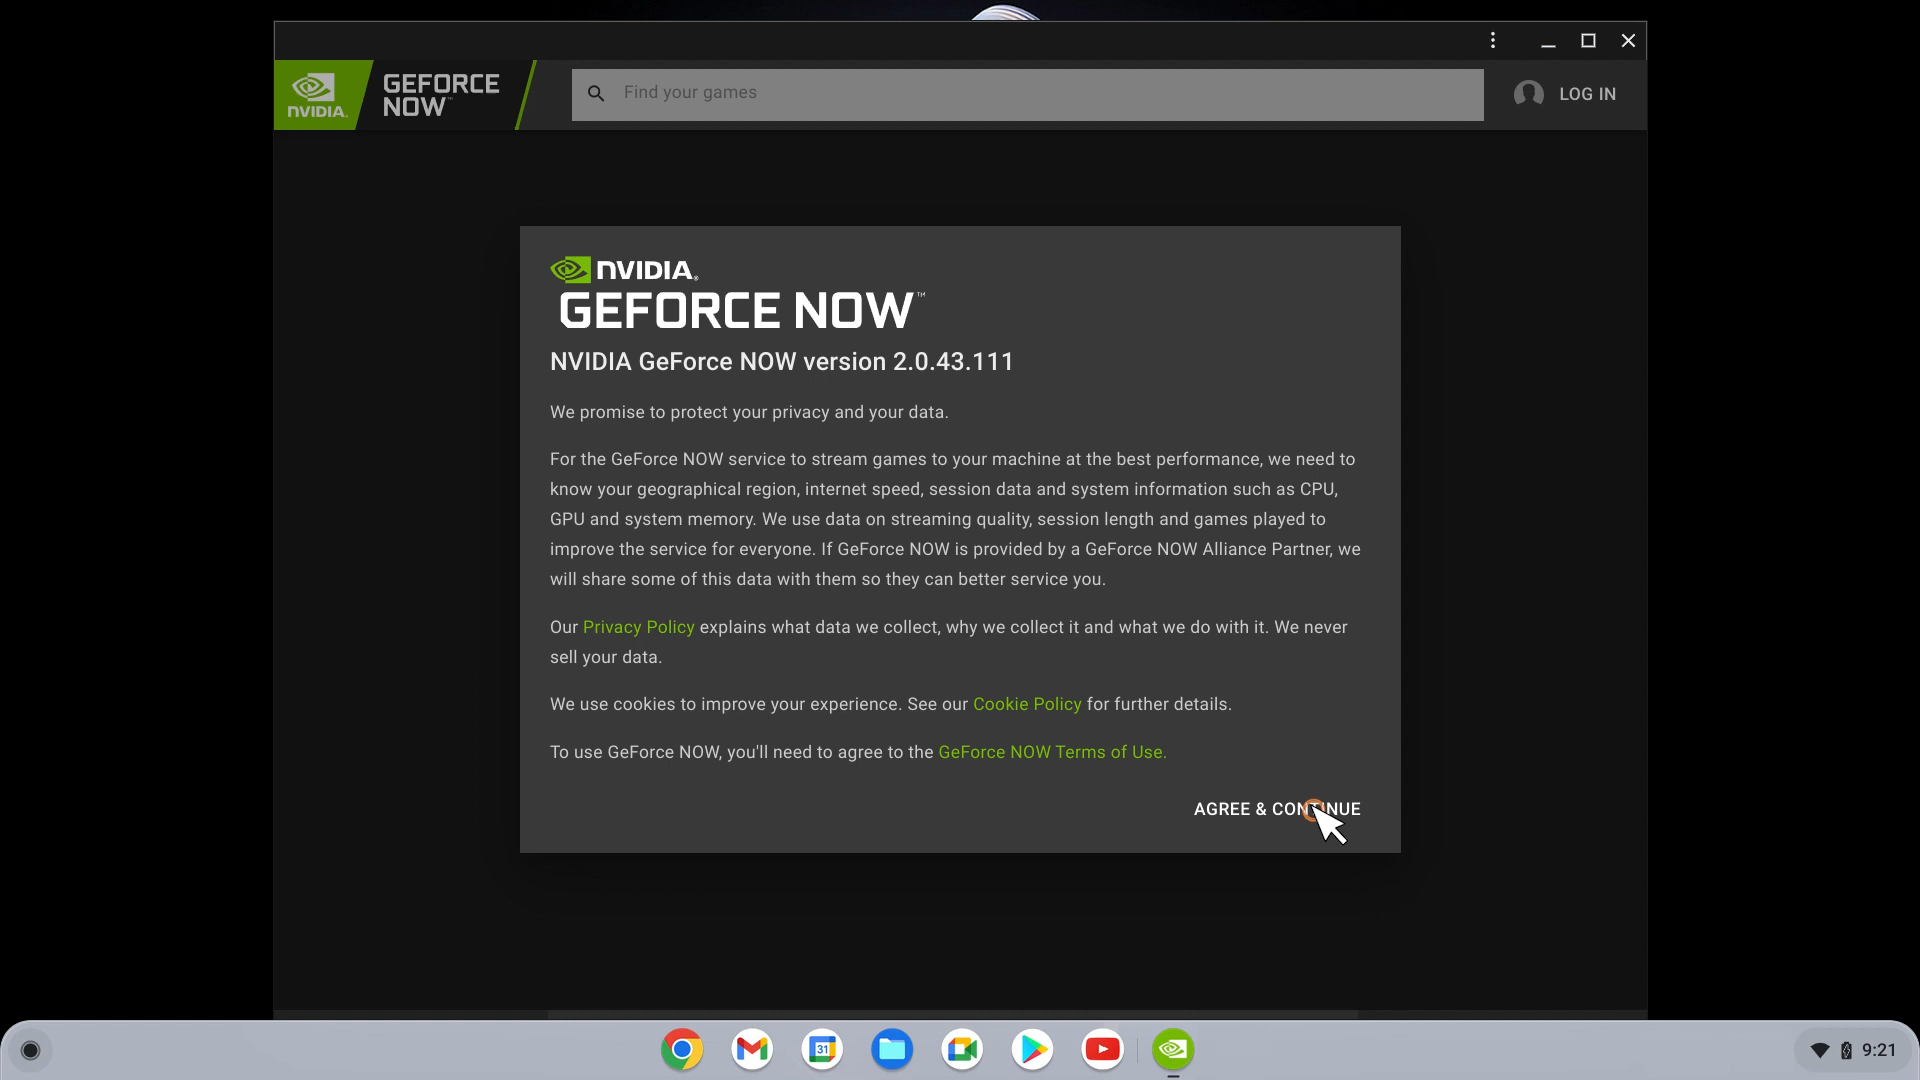 NVIDIA.
GEFORCE
NOW™
Find your games
LOG IN
NVIDIA.
GEFORCE NOW™
NVIDIA GeForce NOW version 2.0.43.111
We promise to protect your privacy and your data.
For the GeForce NOW service to stream games to your machine at the best performance, we need to
know your geographical region, internet speed, session data and system information such as CPU,
GPU and system memory. We use data on streaming quality, session length and games played to
improve the service for everyone. If GeForce NOW is provided by a GeForce NOW Alliance Partner, we
will share some of this data with them so they can better service you.
Our Privacy Policy explains what data we collect, why we collect it and what we do with it. We never
sell your data.
We use cookies to improve your experience. See our Cookie Policy for further details.
To use GeForce NOW, you'll need to agree to the GeForce NOW Terms of Use.
AGREE & CONTINUE
31
9:21